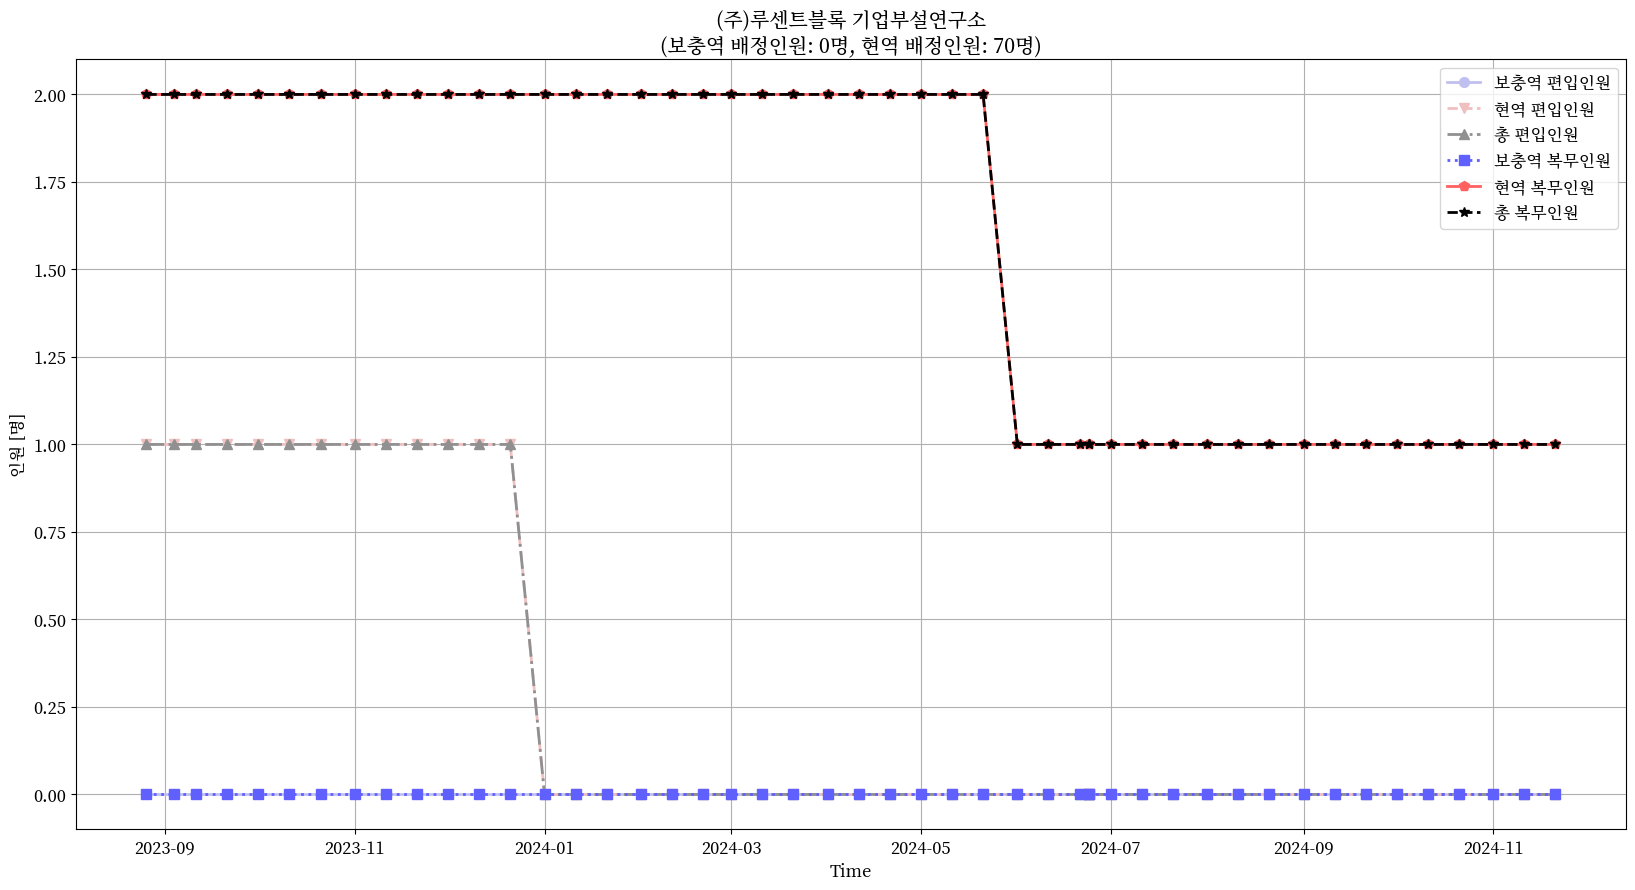 (주)루센트블록 기업부설연구소
(보충역 배정인원: 0명, 현역 배정인원: 70명)
보충역 편입인원
현역 편입인원
총 편입인원
보충역 복무인원
현역 복무인원
총 복무인원
인원 [명]
2.00
1.75
1.50
1.25
1.00
0.75
0.50
0.25
0.00
2023-09 2023-11 2024-01 2024-03 2024-05 2024-07 2024-09 2024-11
Time